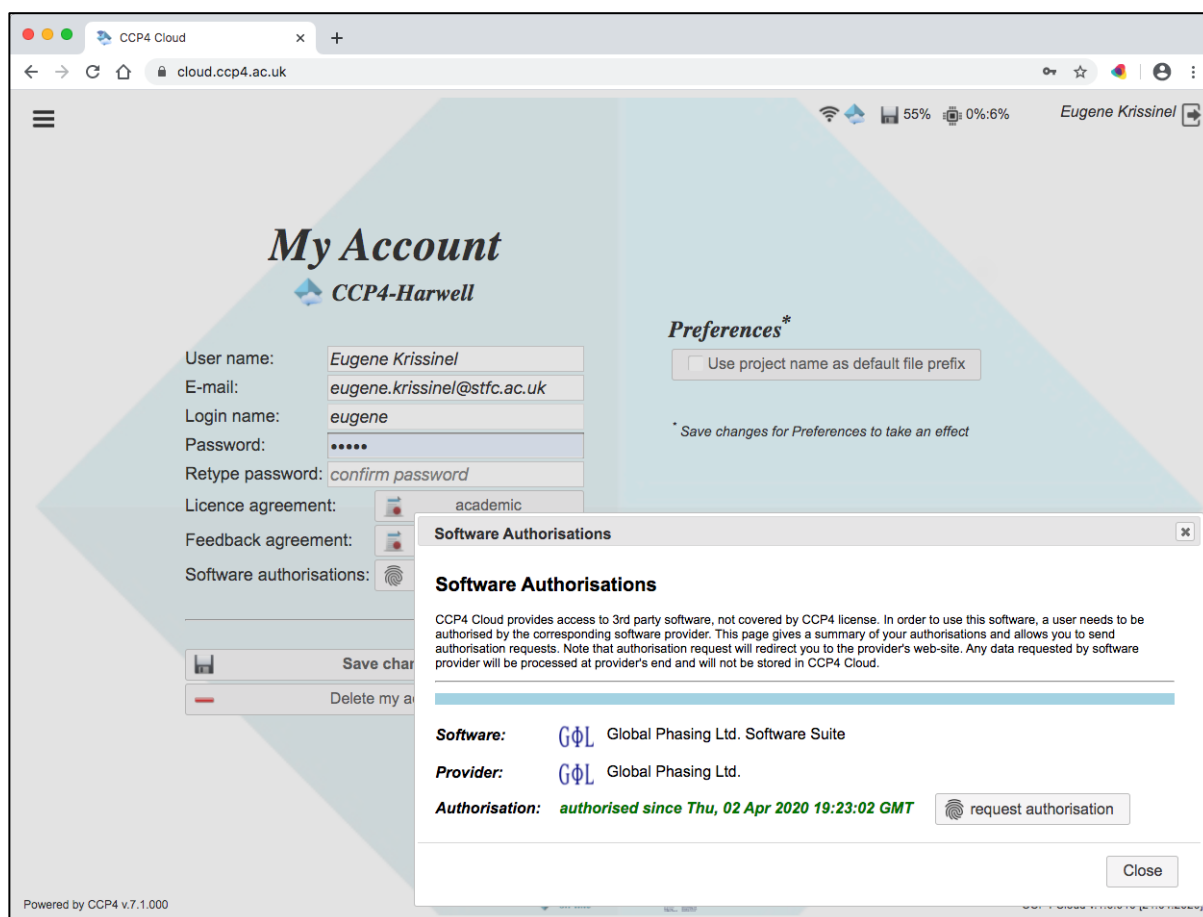 CCP4 Cloud
cloud.ccp4.ac.uk
55% 0%:6% Eugene Krissinel
My Account
CCP4-Harwell
Preferences*
Use project name as default file prefix
* Save changes for Preferences to take an effect
User name: Eugene Krissinel
E-mail: eugene.krissinel@stfc.ac.uk
Login name: eugene
Password: •••••
Retype password: confirm password
Licence agreement: academic
Feedback agreement:
Software authorisations:
Save chan
Delete my a
Software Authorisations
Software Authorisations
CCP4 Cloud provides access to 3rd party software, not covered by CCP4 license. In order to use this software, a user needs to be
authorised by the corresponding software provider. This page gives a summary of your authorisations and allows you to send
authorisation requests. Note that authorisation request will redirect you to the provider's web-site. Any data requested by software
provider will be processed at provider's end and will not be stored in CCP4 Cloud.
Software: GΦL Global Phasing Ltd. Software Suite
Provider: GΦL Global Phasing Ltd.
Authorisation: authorised since Thu, 02 Apr 2020 19:23:02 GMT request authorisation
Close
Powered by CCP4 v.7.1.000